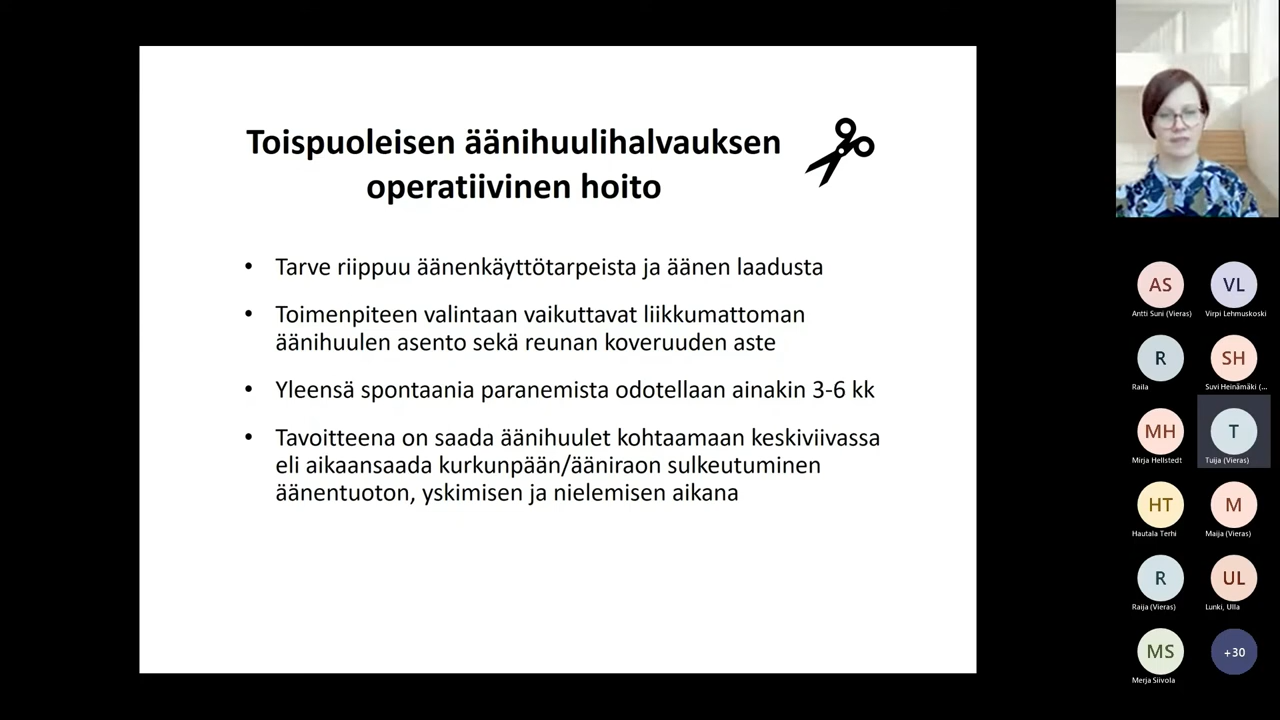 Toispuoleisen äänihuulihalvauksen
operatiivinen hoito
• Tarve riippuu äänenkäyttötarpeista ja äänen laadusta
• Toimenpiteen valintaan vaikuttavat liikkumattoman
äänihuulen asento sekä reunan koveruuden aste
• Yleensä spontaania paranemista odotellaan ainakin 3-6 kk
• Tavoitteena on saada äänihuulet kohtaamaan keskiviivassa
eli aikaansaada kurkunpään/ääniraon sulkeutuminen
äänentuoton, yskimisen ja nielemisen aikana
AS
Antti Suni (Vieras)
VL
Virpi Lehmuskoski
R
Raila
SH
Suvi Heinämäki (...
MH
Mirja Hellstedt
T
Tuija (Vieras)
HT
Hautala Terhi
M
Maija (Vieras)
R
Raija (Vieras)
UL
Lunki, Ulla
MS
Merja Siivola
+30